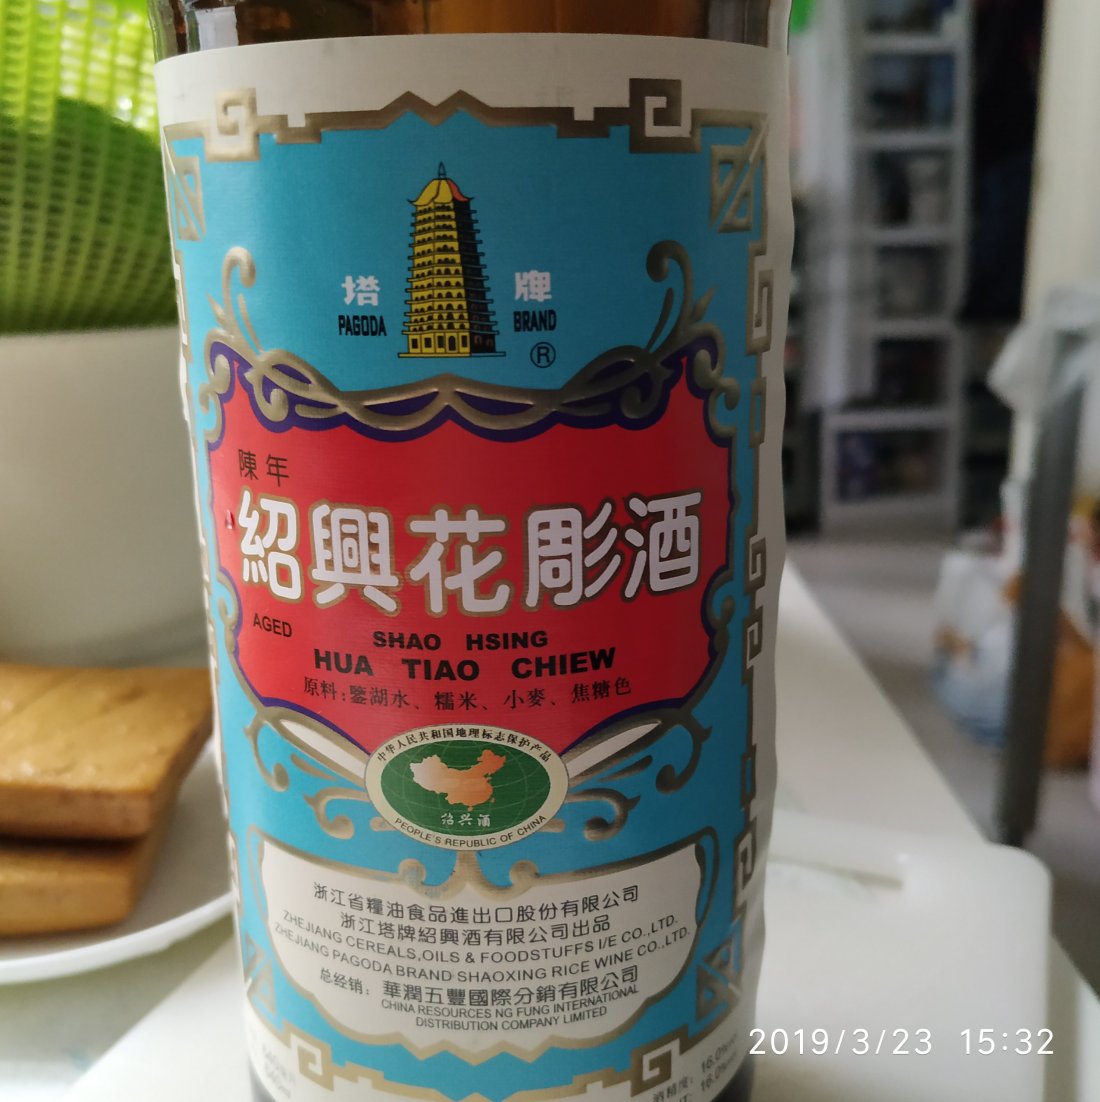 塔 牌
PAGODA BRAND
®
陳年
紹興花彫酒
AGED
SHAO HSING
HUA TIAO CHIEW
原料:鑒湖水、糯米、小麥、焦糖色
中华人民共和国地理标志保护产品
绍兴酒
PEOPLE'S REPUBLIC OF CHINA
浙江省糧油食品進出口股份有限公司
浙江塔牌紹興酒有限公司出品
ZHEJIANG CEREALS,OILS & FOODSTUFFS I/E CO.,LTD.
ZHEJIANG PAGODA BRAND SHAOXING RICE WINE CO.,LTD.
总经销: 華潤五豐國際分銷有限公司
CHINA RESOURCES NG FUNG INTERNATIONAL
DISTRIBUTION COMPANY LIMITED
2019/3/23 15:32